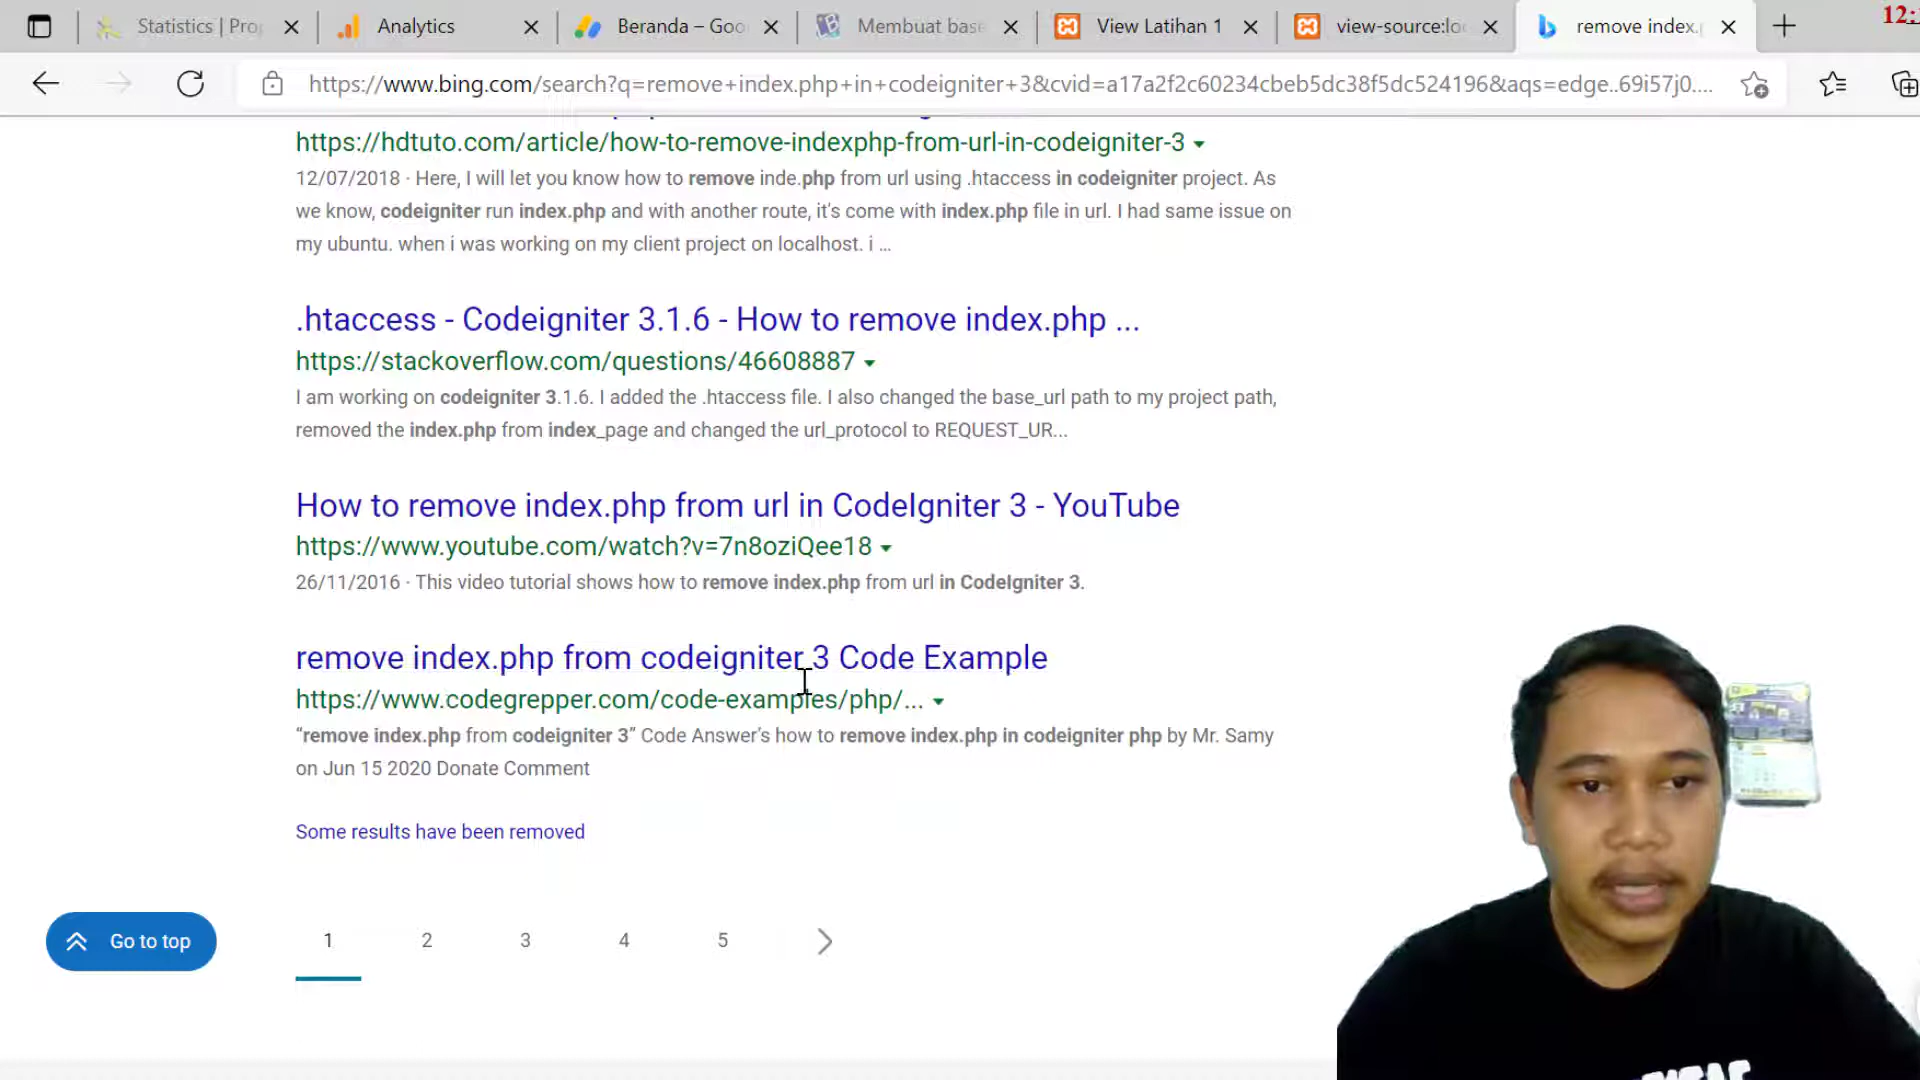 Statistics | Pro
Analytics
Beranda – Goo
Membuat base
View Latihan 1
view-source:lo
remove index.
12:
https://www.bing.com/search?q=remove+index.php+in+codeigniter+3&cvid=a17a2f2c60234cbeb5dc38f5dc524196&aqs=edge..69i57j0....
https://hdtuto.com/article/how-to-remove-indexphp-from-url-in-codeigniter-3
12/07/2018 · Here, I will let you know how to remove inde.php from url using .htaccess in codeigniter project. As
we know, codeigniter run index.php and with another route, it's come with index.php file in url. I had same issue on
my ubuntu. when i was working on my client project on localhost. i ...
.htaccess - Codeigniter 3.1.6 - How to remove index.php ...
https://stackoverflow.com/questions/46608887
I am working on codeigniter 3.1.6. I added the .htaccess file. I also changed the base_url path to my project path,
removed the index.php from index_page and changed the url_protocol to REQUEST_UR...
How to remove index.php from url in CodeIgniter 3 - YouTube
https://www.youtube.com/watch?v=7n8oziQee18
26/11/2016 · This video tutorial shows how to remove index.php from url in CodeIgniter 3.
remove index.php from codeigniter 3 Code Example
https://www.codegrepper.com/code-examples/php/...
“remove index.php from codeigniter 3” Code Answer’s how to remove index.php in codeigniter php by Mr. Samy
on Jun 15 2020 Donate Comment
Some results have been removed
Go to top
1 2 3 4 5